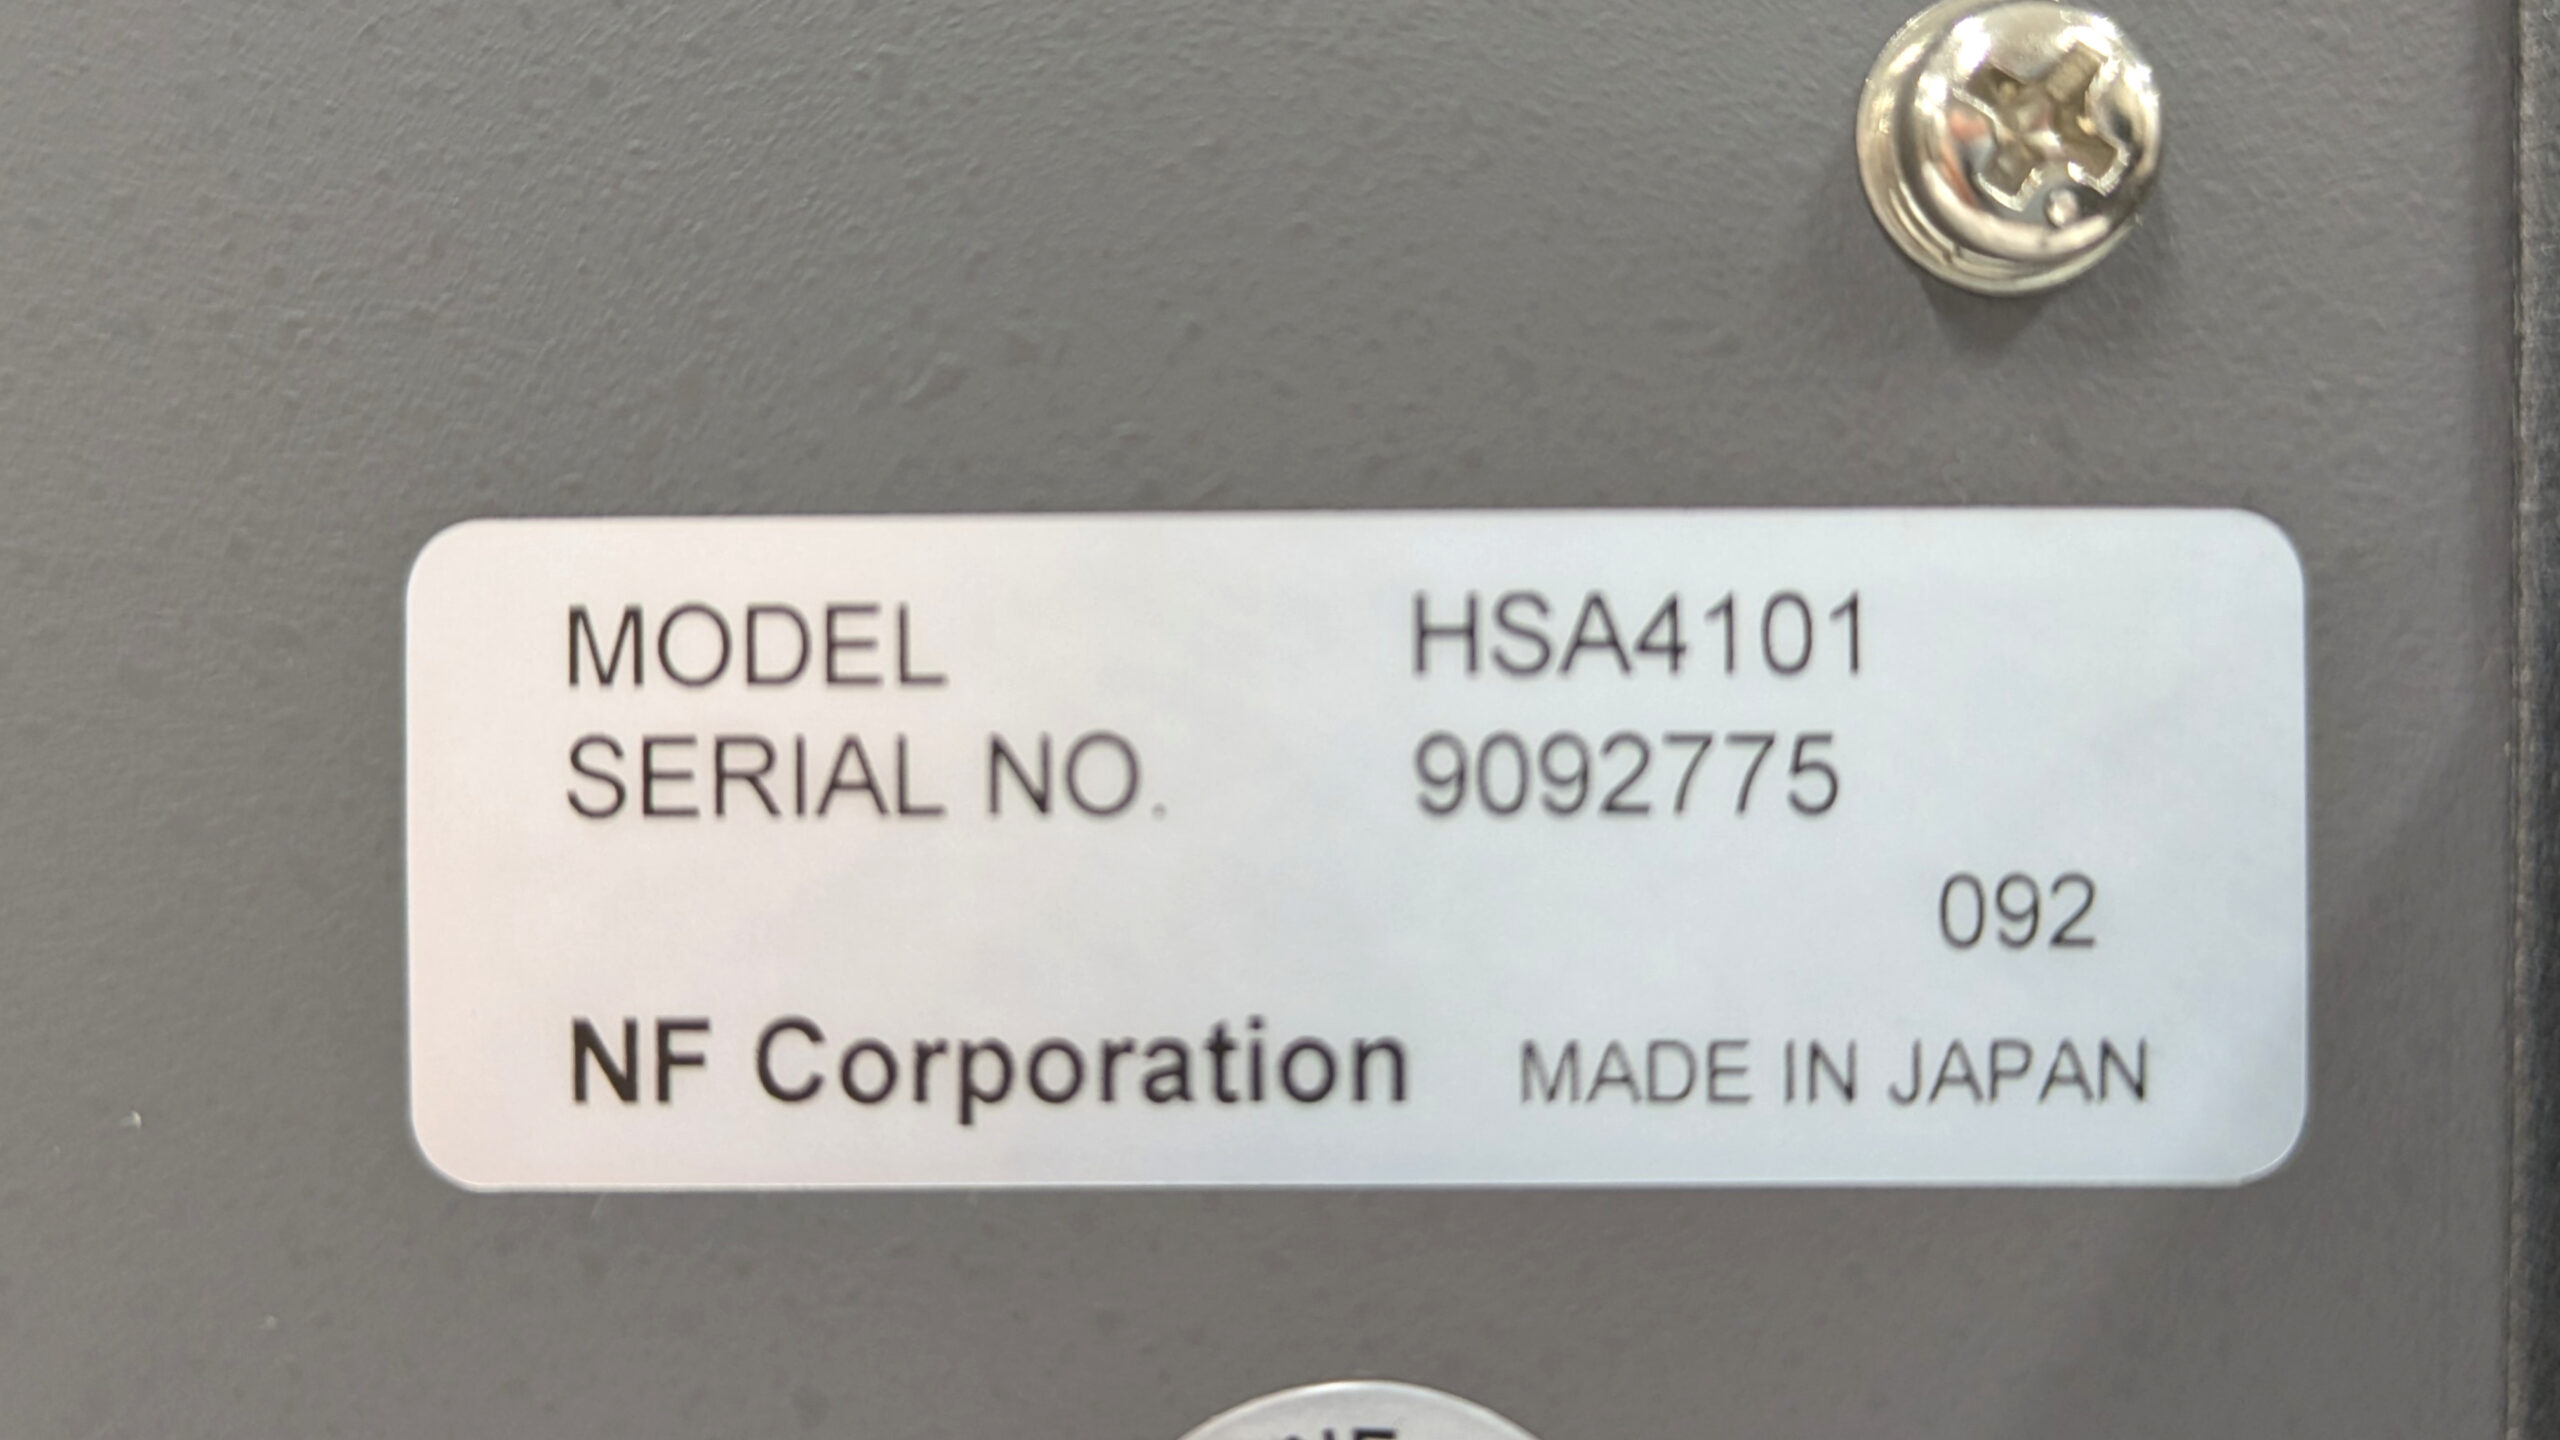 MODEL HSA4101
SERIAL NO. 9092775
092
NF Corporation MADE IN JAPAN